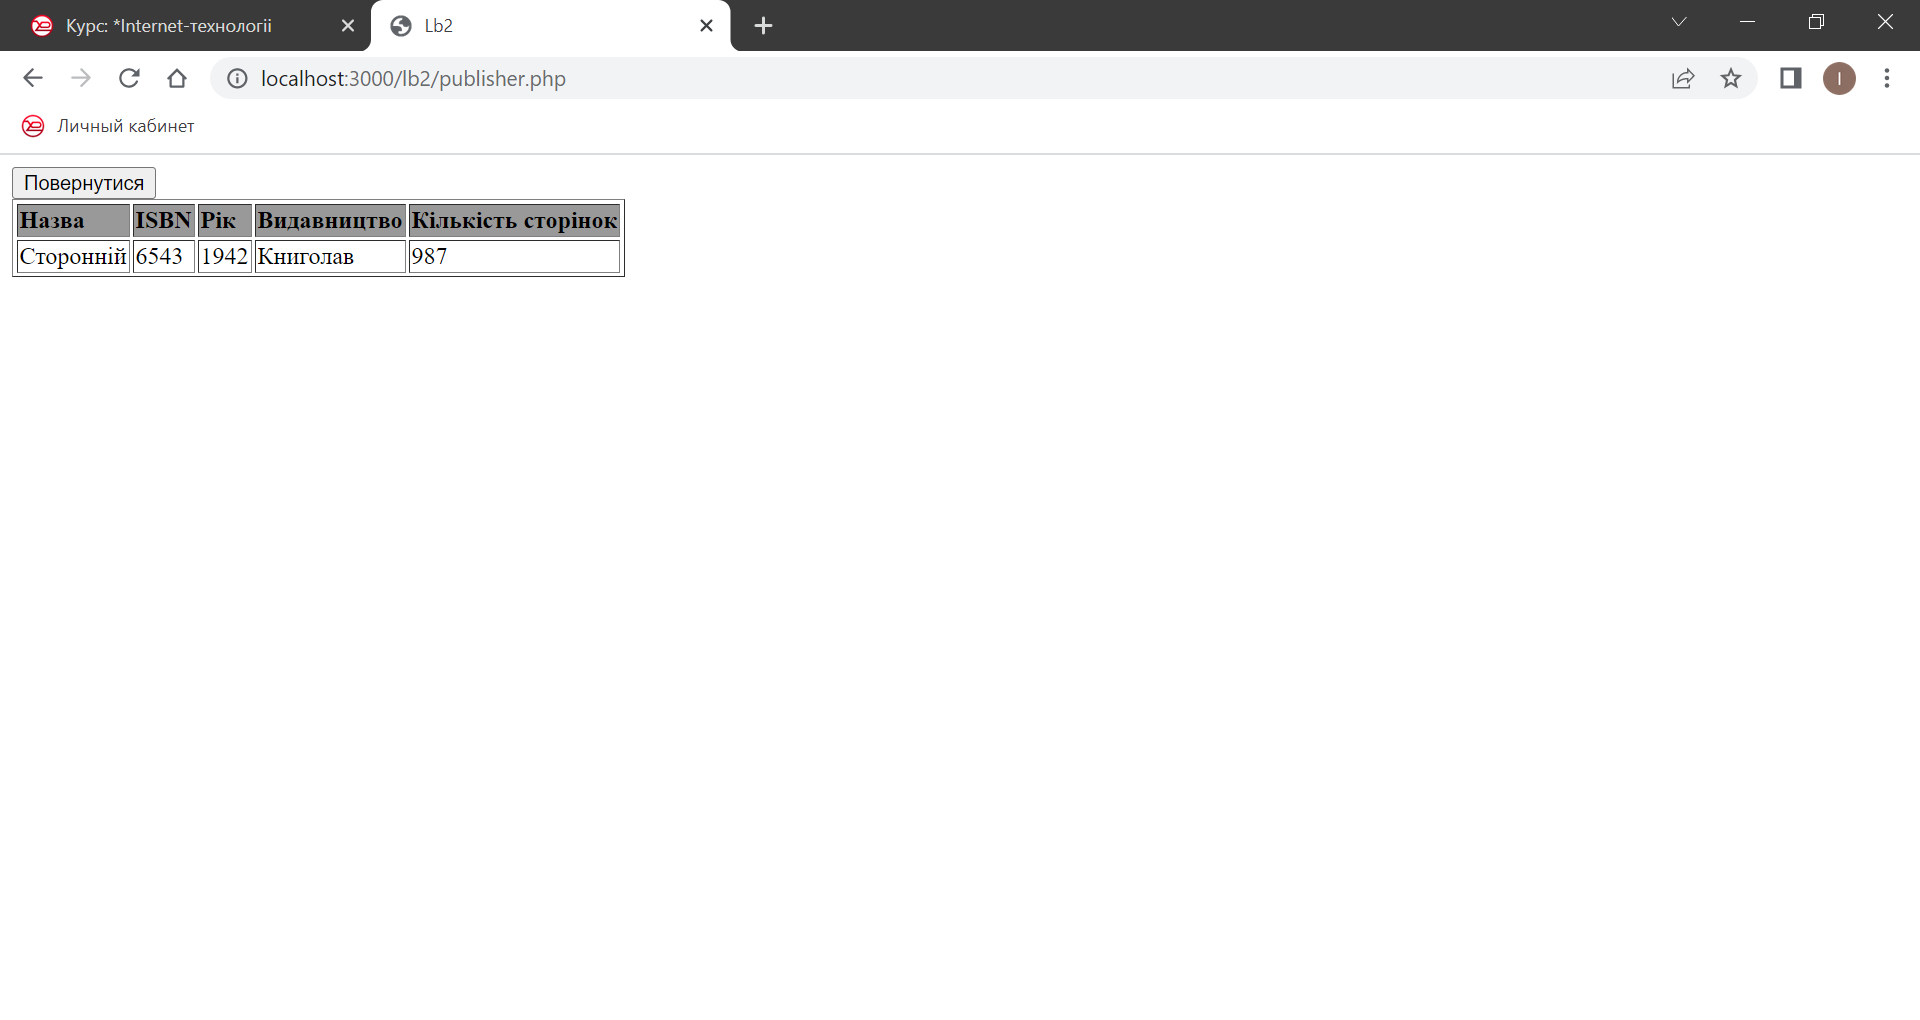 Курс: *Internet-технологіі
Lb2
localhost:3000/lb2/publisher.php
I
Личный кабинет
Повернутися
Назва ISBN Рік Видавництво Кількість сторінок
Сторонній 6543 1942 Книголав 987